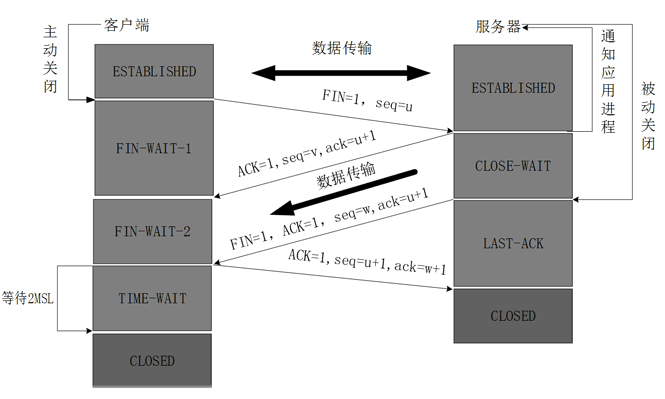 客户端
服务器
主动关闭
数据传输
通知应用进程
被动关闭
ESTABLISHED
ESTABLISHED
FIN=1, seq=u
FIN-WAIT-1
ACK=1,seq=v,ack=u+1
CLOSE-WAIT
数据传输
FIN-WAIT-2
FIN=1, ACK=1, seq=w,ack=u+1
LAST-ACK
ACK=1,seq=u+1,ack=w+1
等待2MSL
TIME-WAIT
CLOSED
CLOSED